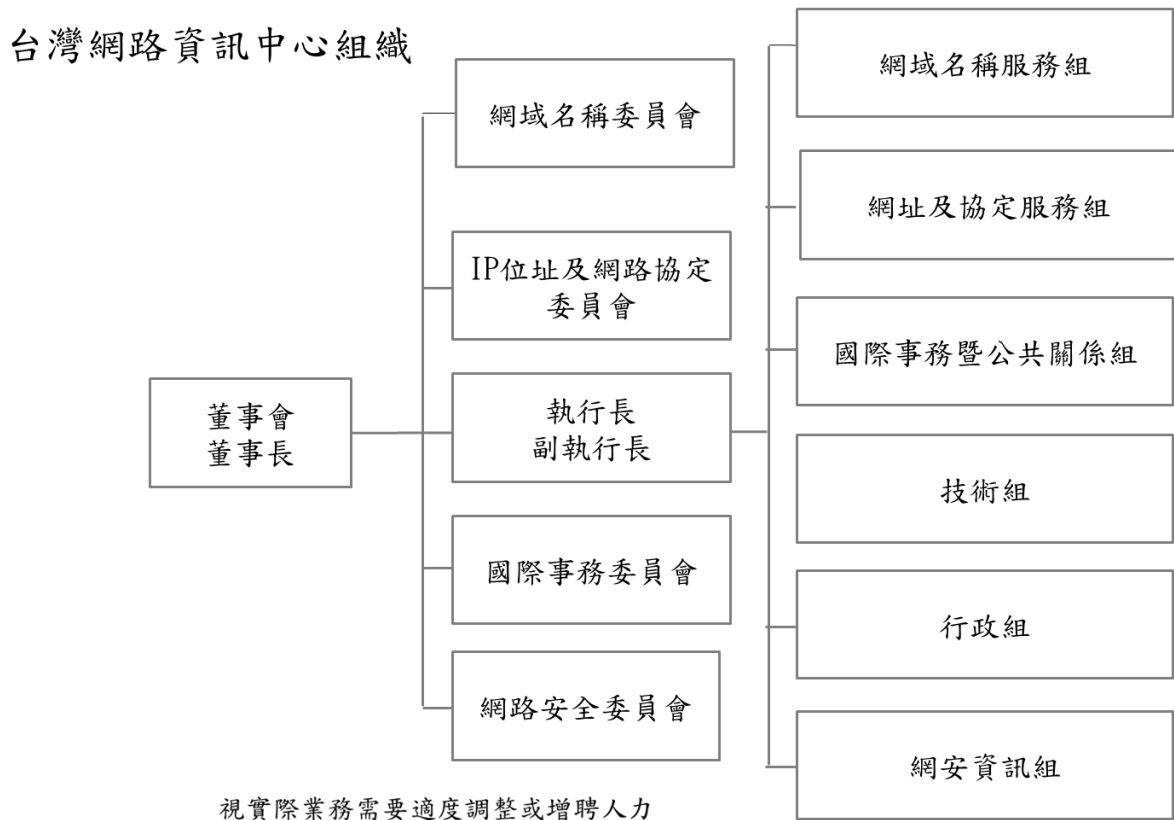 台灣網路資訊中心組織
董事會
董事長
網域名稱委員會
IP位址及網路協定
委員會
執行長
副執行長
國際事務委員會
網路安全委員會
網域名稱服務組
網址及協定服務組
國際事務暨公共關係組
技術組
行政組
網安資訊組
視實際業務需要適度調整或增聘人力